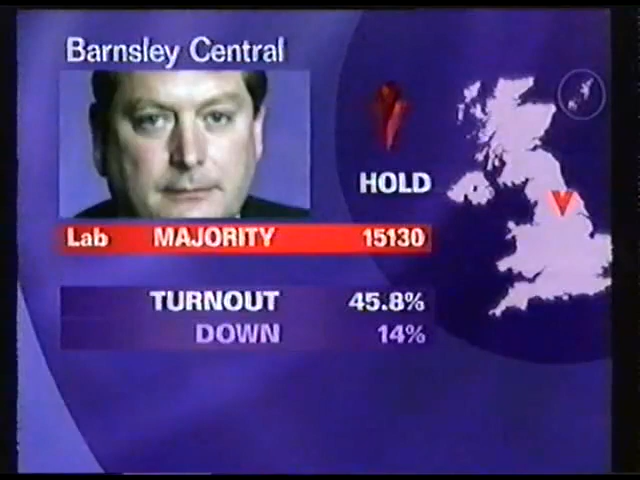 Barnsley Central
HOLD
Lab MAJORITY 15130
TURNOUT 45.8%
DOWN 14%